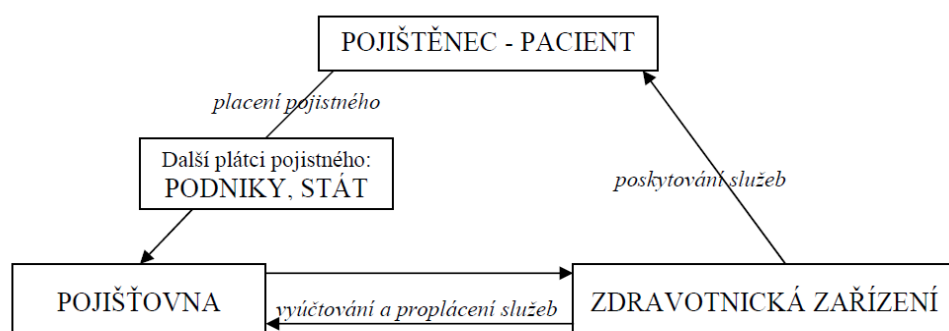 POJIŠTĚNEC - PACIENT
placení pojistného
Další plátci pojistného:
PODNIKY, STÁT
poskytování služeb
POJIŠŤOVNA
vyúčtování a proplácení služeb
ZDRAVOTNICKÁ ZAŘÍZENÍ